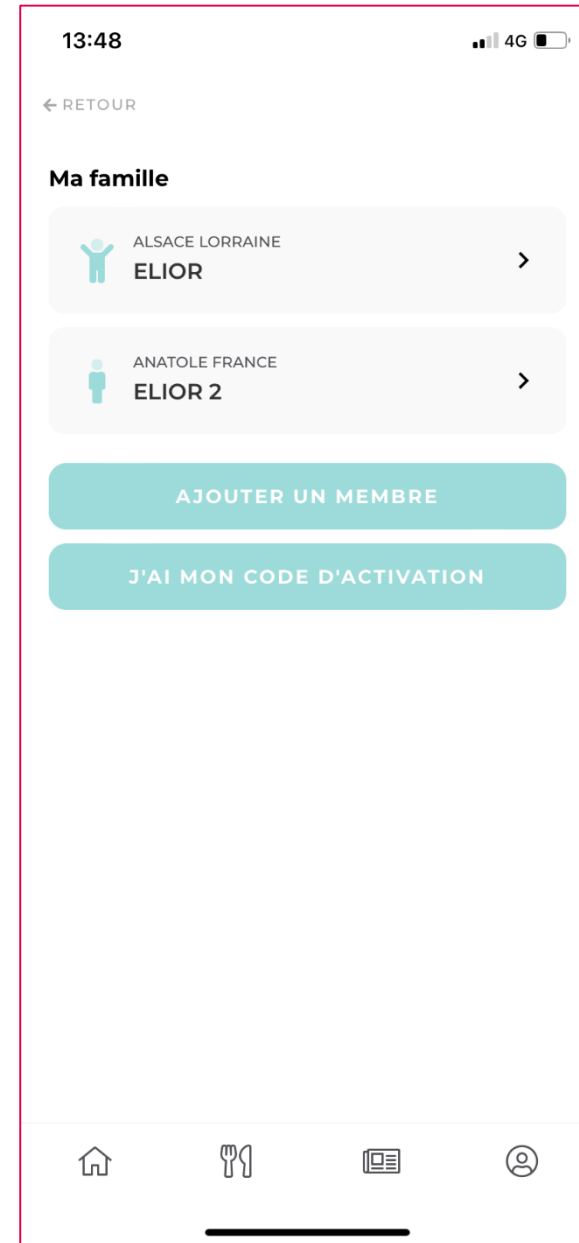 13:48
4G
RETOUR
Ma famille
ALSACE LORRAINE
ELIOR
ANATOLE FRANCE
ELIOR 2
AJOUTER UN MEMBRE
J'AI MON CODE D'ACTIVATION